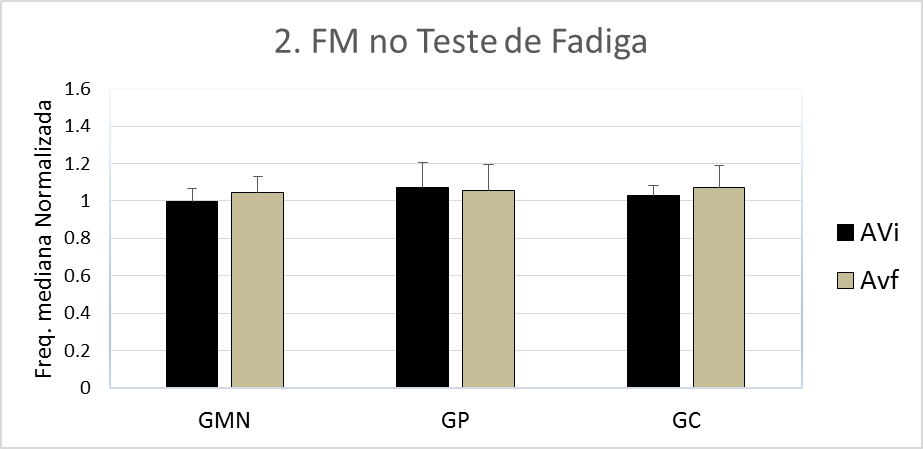 2. FM no Teste de Fadiga
Freq. mediana Normalizada
1.6
1.4
1.2
1
0.8
0.6
0.4
0.2
0
GMN GP GC
AVi
Avf